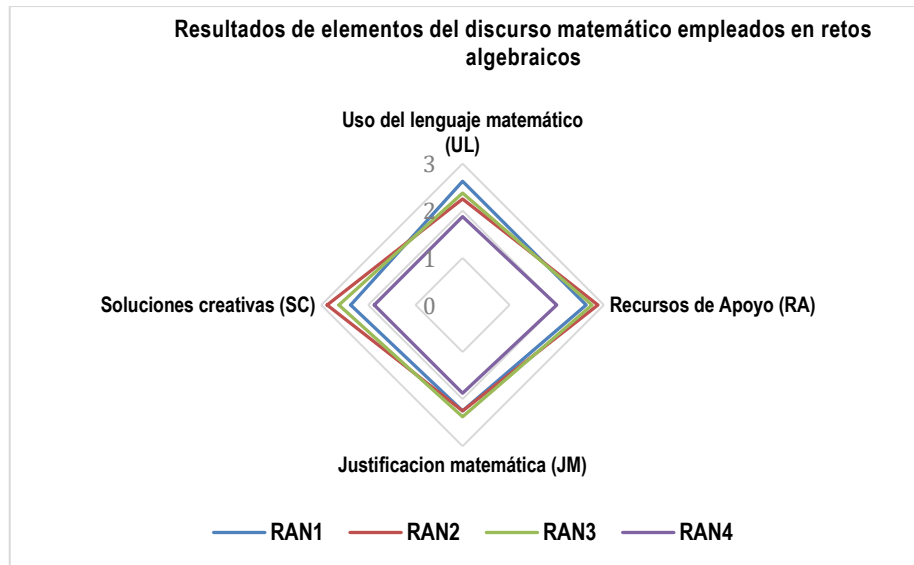 Resultados de elementos del discurso matemático empleados en retos
algebraicos
Uso del lenguaje matemático
(UL)
3
2
1
0
Soluciones creativas (SC)
Recursos de Apoyo (RA)
Justificacion matemática (JM)
RAN1 RAN2 RAN3 RAN4